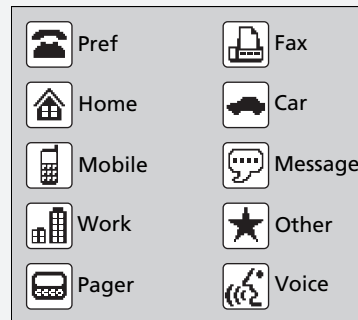 Pref
Fax
Home
Car
Mobile
Message
Work
Other
Pager
Voice